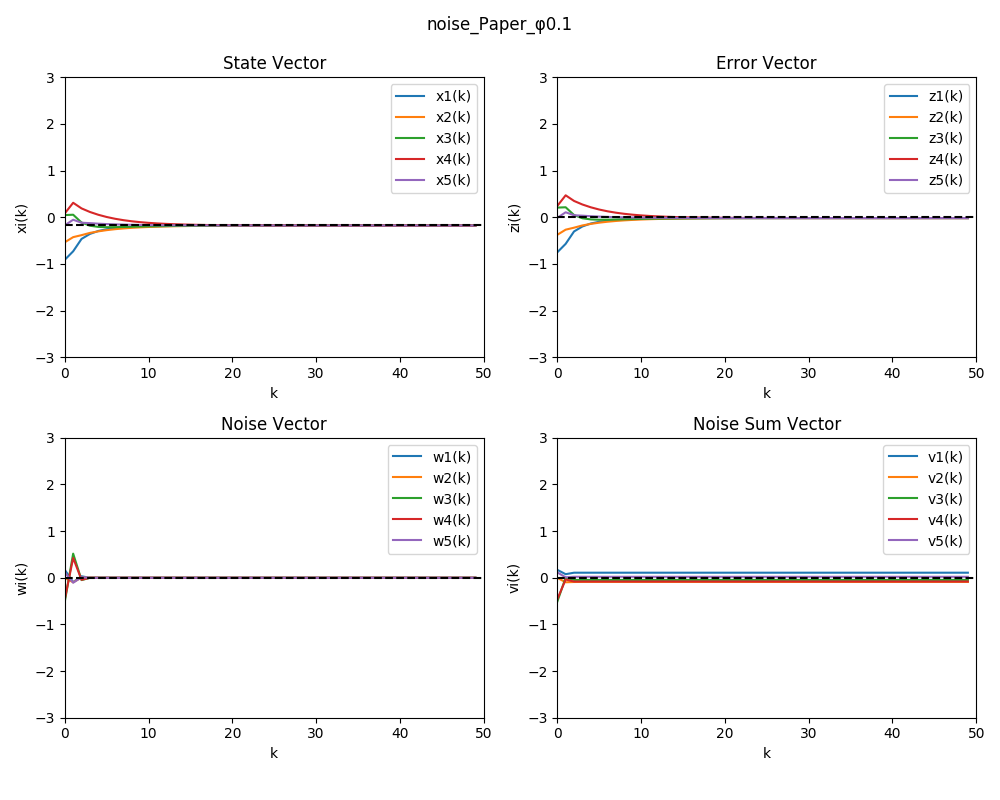 noise_Paper_φ0.1
State Vector
3
2
1
0
−1
−2
−3
xi(k)
0 10 20 30 40 50
k
x1(k)
x2(k)
x3(k)
x4(k)
x5(k)
Error Vector
3
2
1
0
−1
−2
−3
zi(k)
0 10 20 30 40 50
k
z1(k)
z2(k)
z3(k)
z4(k)
z5(k)
Noise Vector
3
2
1
0
−1
−2
−3
wi(k)
0 10 20 30 40 50
k
w1(k)
w2(k)
w3(k)
w4(k)
w5(k)
Noise Sum Vector
3
2
1
0
−1
−2
−3
vi(k)
0 10 20 30 40 50
k
v1(k)
v2(k)
v3(k)
v4(k)
v5(k)